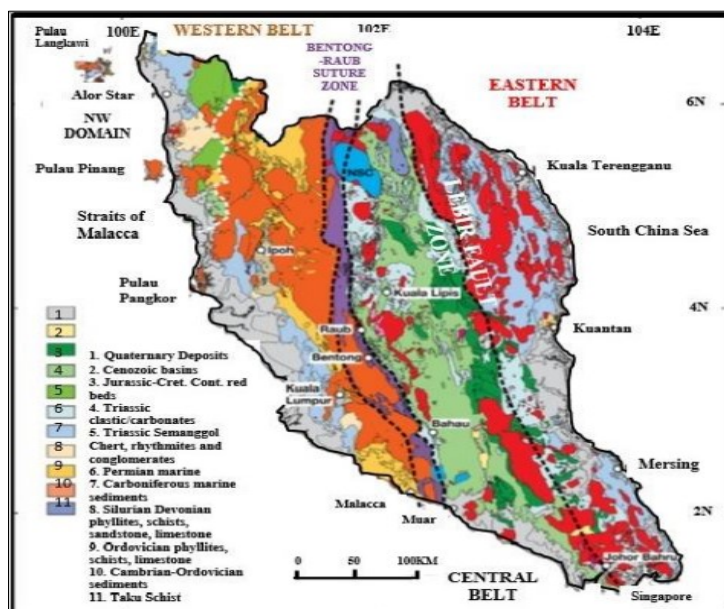 100E
WESTERN BELT
102E
104E
Pulau
Langkawi
BENTONG
-RAUB
SUTURE
ZONE
EASTERN
BELT
Alor Star
6N
NW
DOMAIN
NSC
Kuala Terengganu
Pulau Pinang
LEBIR FAULT
ZONE
Straits of
Malacca
South China Sea
Ipoh
Pulau
Pangkor
Kuala Lipis
4N
Kuantan
Raub
Bentong
Kuala
Lumpur
Bahau
Mersing
Malacca
Muar
2N
Johor Bahru
0 50 100KM
CENTRAL
BELT
Singapore
1
2
3
4
5
6
7
8
9
10
11
1. Quaternary Deposits
2. Cenozoic basins
3. Jurassic-Cret. Cont. red
beds
4. Triassic
clastic/carbonates
5. Triassic Semanggol
Chert, rhythmites and
conglomerates
6. Permian marine
7. Carboniferous marine
sediments
8. Silurian Devonian
phyllites, schists,
sandstone, limestone
9. Ordovician phyllites,
schists, limestone
10. Cambrian-Ordovician
sediments
11. Taku Schist